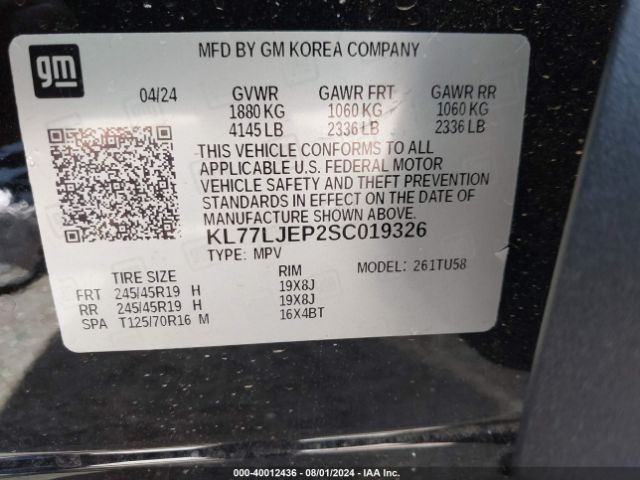 gm
MFD BY GM KOREA COMPANY
04/24 GVWR GAWR FRT GAWR RR
1880 KG 1060 KG 1060 KG
4145 LB 2336 LB 2336 LB
THIS VEHICLE CONFORMS TO ALL
APPLICABLE U.S. FEDERAL MOTOR
VEHICLE SAFETY AND THEFT PREVENTION
STANDARDS IN EFFECT ON THE DATE OF
MANUFACTURE SHOWN ABOVE.
KL77LJEP2SC019326
TYPE: MPV MODEL: 261TU58
TIRE SIZE RIM
FRT 245/45R19 H 19X8J
RR 245/45R19 H 19X8J
SPA T125/70R16 M 16X4BT
000-40012436 - 08/01/2024 - IAA Inc.